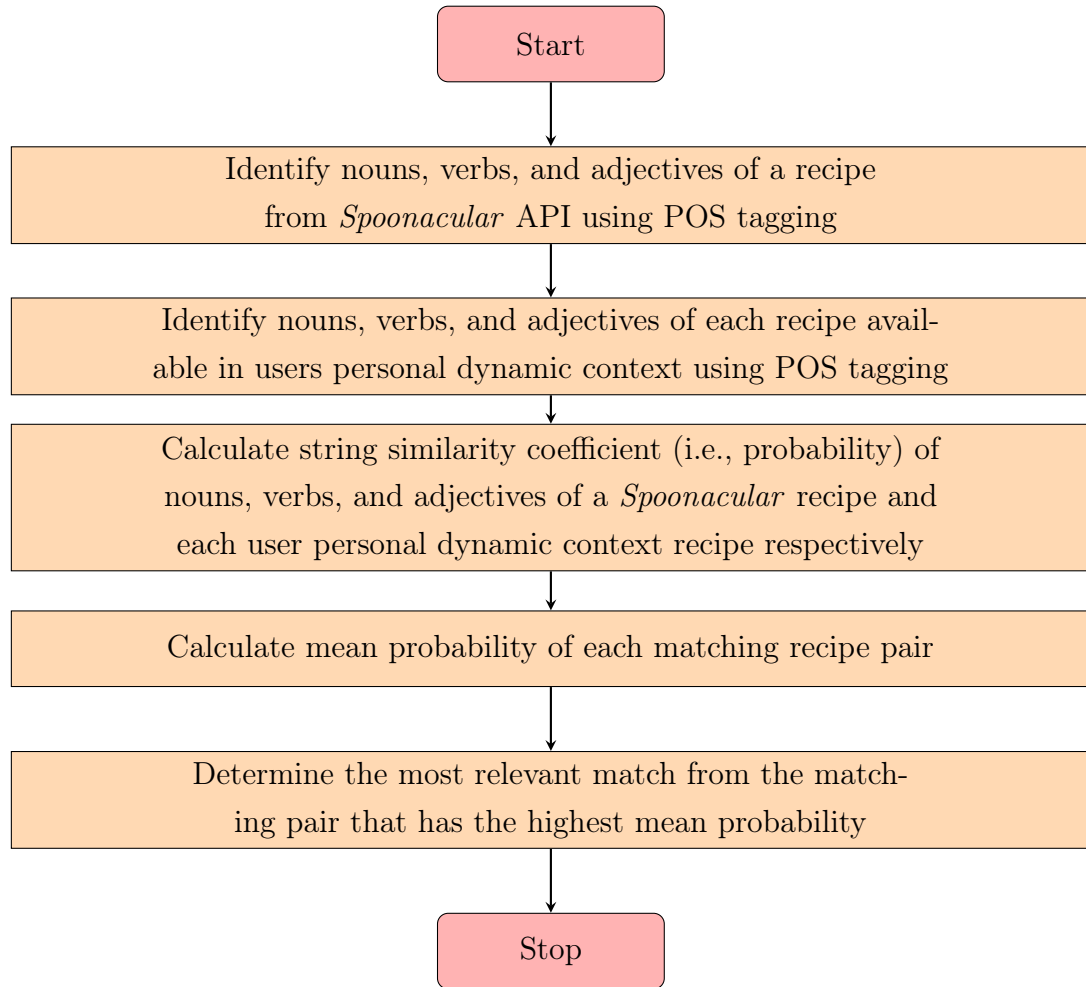 Start
Identify nouns, verbs, and adjectives of a recipe
from Spoonacular API using POS tagging
Identify nouns, verbs, and adjectives of each recipe avail-
able in users personal dynamic context using POS tagging
Calculate string similarity coefficient (i.e., probability) of
nouns, verbs, and adjectives of a Spoonacular recipe and
each user personal dynamic context recipe respectively
Calculate mean probability of each matching recipe pair
Determine the most relevant match from the match-
ing pair that has the highest mean probability
Stop